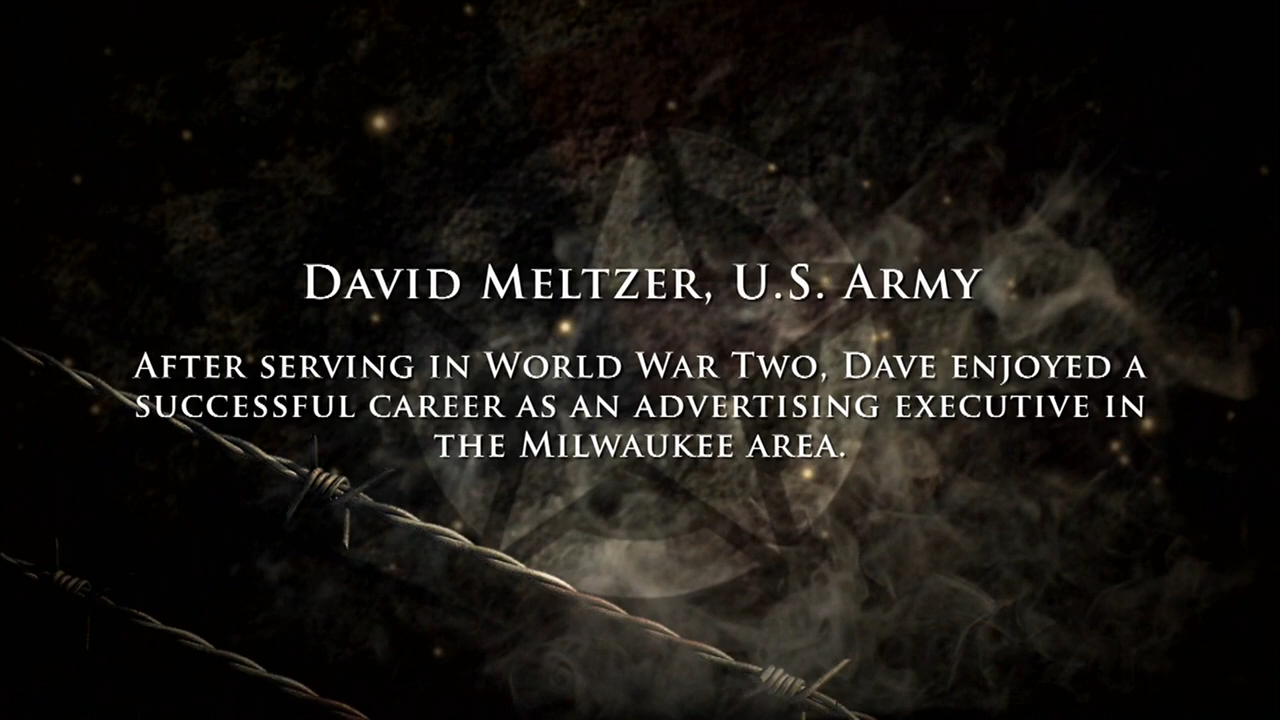 David Meltzer, U.S. Army
After serving in World War Two, Dave enjoyed a
successful career as an advertising executive in
the Milwaukee area.